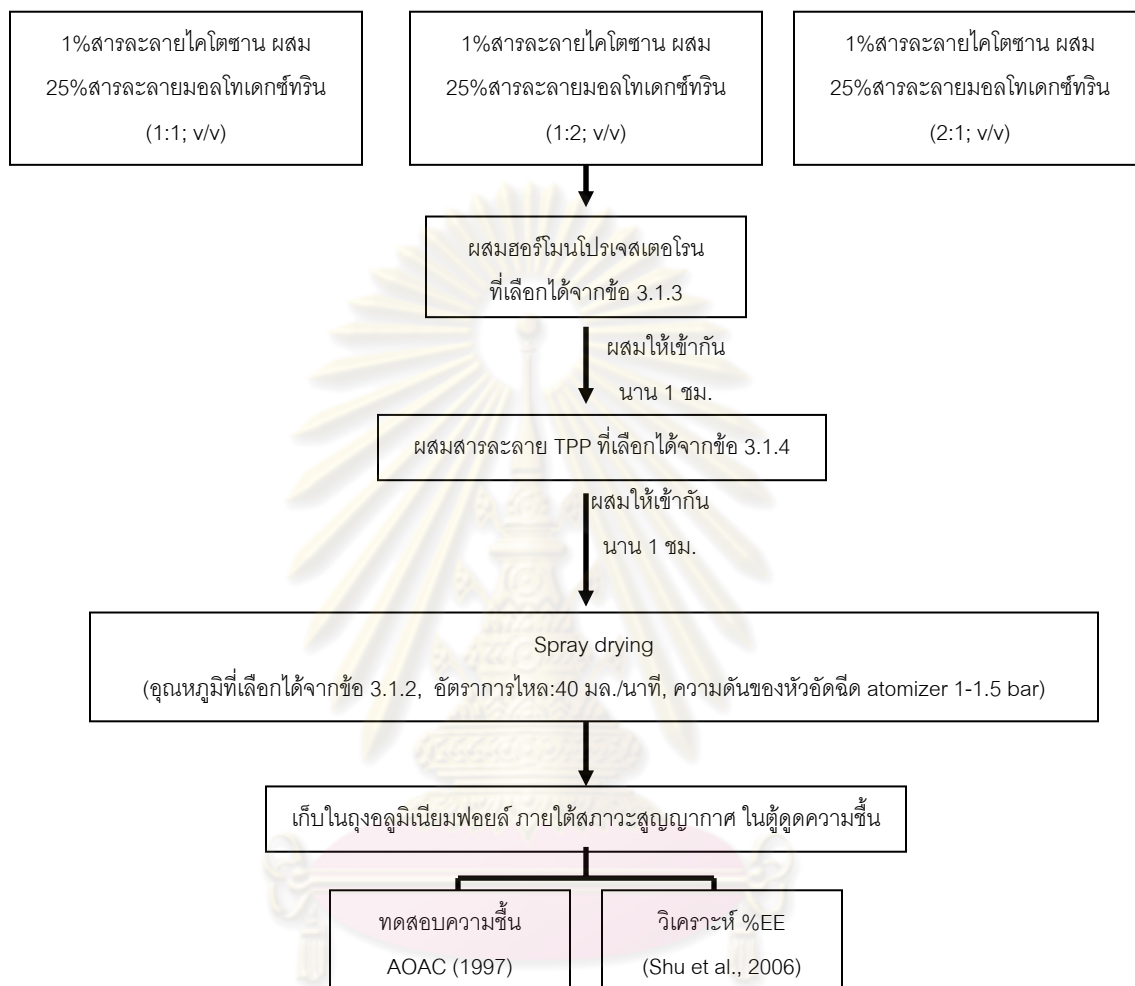 1%สารละลายไคโตซาน ผสม
25%สารละลายมอลโทเดกซ์ทริน
(1:1; v/v)
1%สารละลายไคโตซาน ผสม
25%สารละลายมอลโทเดกซ์ทริน
(1:2; v/v)
1%สารละลายไคโตซาน ผสม
25%สารละลายมอลโทเดกซ์ทริน
(2:1; v/v)
ผสมฮอร์โมนโปรเจสเตอโรน
ที่เลือกได้จากข้อ 3.1.3
ผสมให้เข้ากัน
นาน 1 ชม.
ผสมสารละลาย TPP ที่เลือกได้จากข้อ 3.1.4
ผสมให้เข้ากัน
นาน 1 ชม.
Spray drying
(อุณหภูมิที่เลือกได้จากข้อ 3.1.2, อัตราการไหล:40 มล./นาที, ความดันของหัวอัดฉีด atomizer 1-1.5 bar)
เก็บในถุงอลูมิเนียมฟอยล์ ภายใต้สภาวะสูญญากาศ ในตู้ดูดความชื้น
ทดสอบความชื้น
AOAC (1997)
วิเคราะห์ %EE
(Shu et al., 2006)